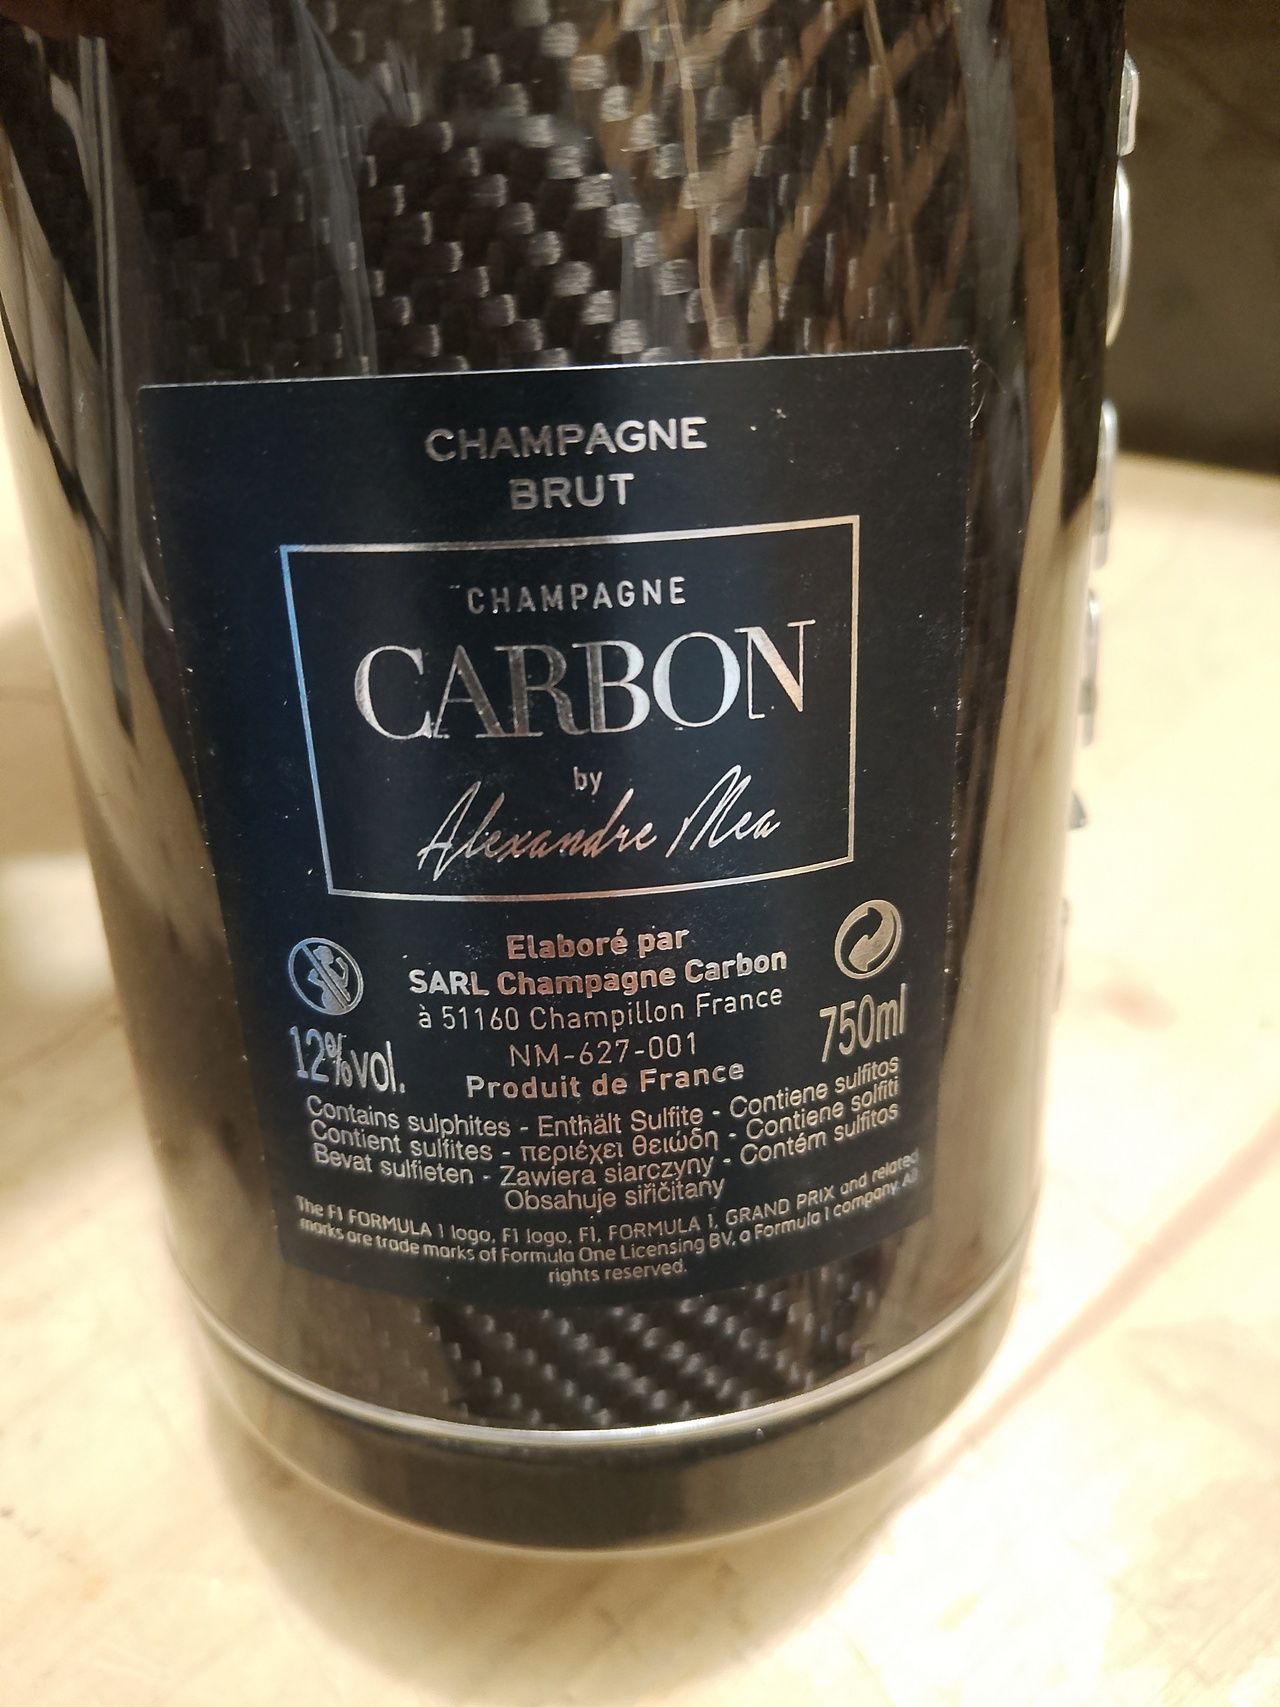 CHAMPAGNE
BRUT
CHAMPAGNE
CARBON
by
Alexandre Mea
Elaboré par
SARL Champagne Carbon
à 51160 Champillon France
NM-627-001
Produit de France
12%vol.
750ml
Contains sulphites - Enthält Sulfite - Contiene sulfitos
Contient sulfites - περιέχει θειώδη - Contiene solfiti
Bevat sulfieten - Zawiera siarczyny - Contém sulfitos
Obsahuje siřičitany
The F1 FORMULA 1 logo, F1 logo, F1, FORMULA 1, GRAND PRIX and related
marks are trade marks of Formula One Licensing BV, a Formula 1 company. All
rights reserved.